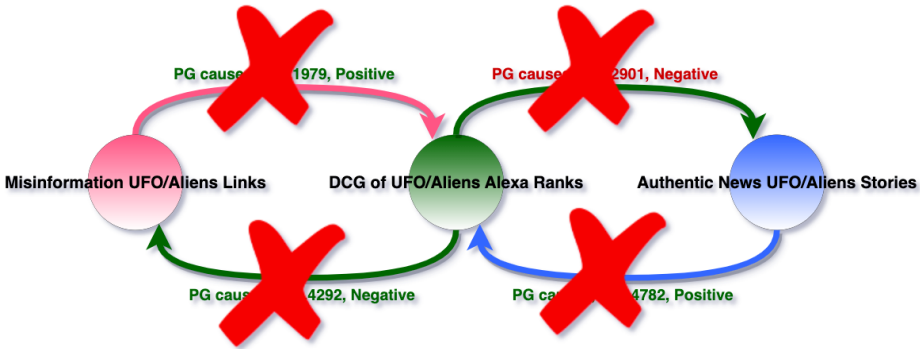 PG cause 1979, Positive
PG cause 2901, Negative
Misinformation UFO/Aliens Links
DCG of UFO/Aliens Alexa Ranks
Authentic News UFO/Aliens Stories
PG caus 4292, Negative
PG ca 4782, Positive